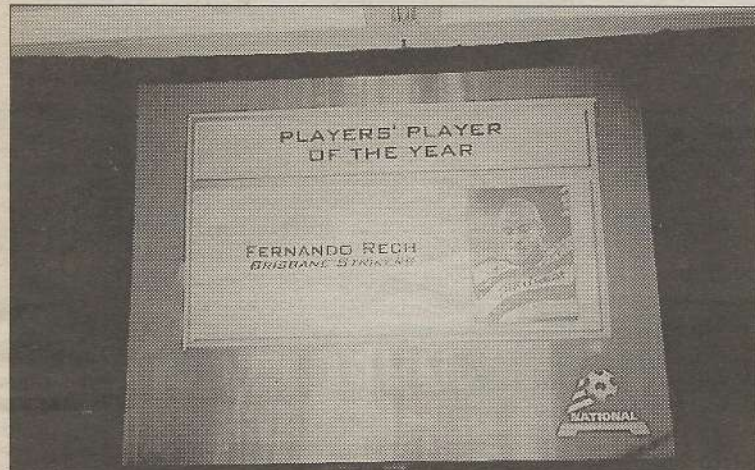 PLAYERS' PLAYER
OF THE YEAR
FERNANDO RECH
BRISBANE STRIKERS
NATIONAL